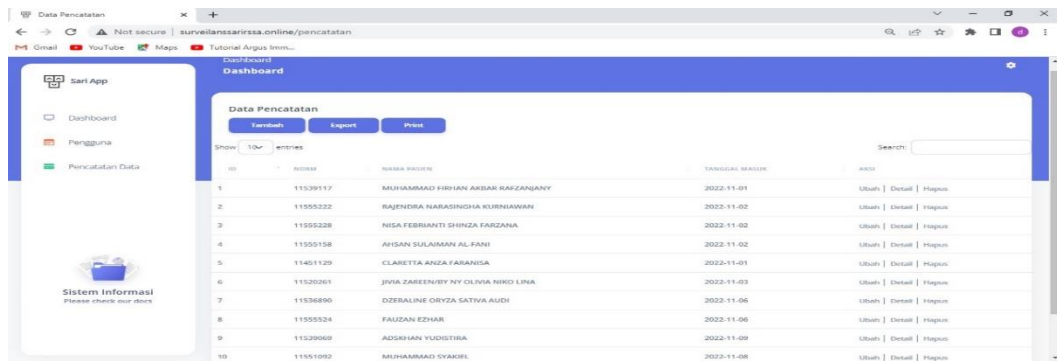 Data Pencatatan
Not secure | surveilanssarirssa.online/pencatatan
Gmail YouTube Maps Tutorial Argus Imm...
Dashboard
Dashboard
Sari App
Dashboard
Pengguna
Pencatatan Data
Sistem Informasi
Please check our docs
Data Pencatatan
Tambah Export Print
Show 10 entries Search:
ID NORM NAMA PASIEN TANGGAL MASUK AKSI
1 11539117 MUHAMMAD FIRHAN AKBAR RAFZANJANY 2022-11-01 Ubah | Detail | Hapus
2 11555222 RAJENDRA NARASINGHA KURNIAWAN 2022-11-02 Ubah | Detail | Hapus
3 11555228 NISA FEBRIANTI SHINZA FARZANA 2022-11-02 Ubah | Detail | Hapus
4 11555158 AHSAN SULAIMAN AL-FANI 2022-11-02 Ubah | Detail | Hapus
5 11451129 CLARETTA ANZA FARANISA 2022-11-01 Ubah | Detail | Hapus
6 11520261 JIVIA ZAREEN/BY NY OLIVIA NIKO LINA 2022-11-03 Ubah | Detail | Hapus
7 11536890 DZERALINE ORYZA SATIVA AUDI 2022-11-06 Ubah | Detail | Hapus
8 11555524 FAUZAN EZHAR 2022-11-06 Ubah | Detail | Hapus
9 11539069 ADSKHAN YUDISTIRA 2022-11-09 Ubah | Detail | Hapus
10 11551092 MUHAMMAD SYAKIEL 2022-11-08 Ubah | Detail | Hapus